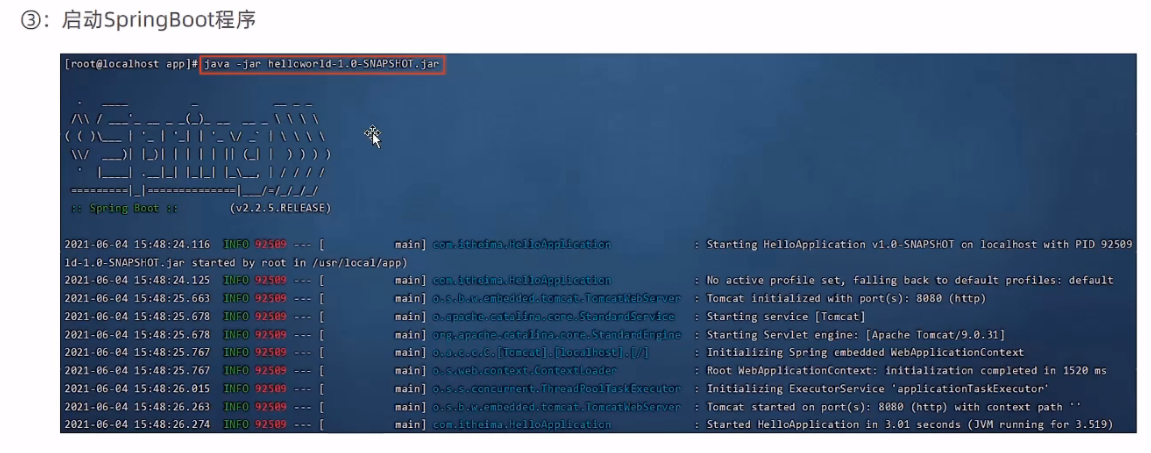 ③：启动SpringBoot程序
[root@localhost app]# java -jar helloworld-1.0-SNAPSHOT.jar
:: Spring Boot :: (v2.2.5.RELEASE)
2021-06-04 15:48:24.116 INFO 92509 --- [ main] com.itheima.HelloApplication : Starting HelloApplication v1.0-SNAPSHOT on localhost with PID 92509
ld-1.0-SNAPSHOT.jar started by root in /usr/local/app)
2021-06-04 15:48:24.125 INFO 92509 --- [ main] com.itheima.HelloApplication : No active profile set, falling back to default profiles: default
2021-06-04 15:48:25.663 INFO 92509 --- [ main] o.s.b.w.embedded.tomcat.TomcatWebServer : Tomcat initialized with port(s): 8080 (http)
2021-06-04 15:48:25.678 INFO 92509 --- [ main] o.apache.catalina.core.StandardService : Starting service [Tomcat]
2021-06-04 15:48:25.678 INFO 92509 --- [ main] org.apache.catalina.core.StandardEngine : Starting Servlet engine: [Apache Tomcat/9.0.31]
2021-06-04 15:48:25.767 INFO 92509 --- [ main] o.a.c.c.C.[Tomcat].[localhost].[/] : Initializing Spring embedded WebApplicationContext
2021-06-04 15:48:25.767 INFO 92509 --- [ main] o.s.web.context.ContextLoader : Root WebApplicationContext: initialization completed in 1520 ms
2021-06-04 15:48:26.015 INFO 92509 --- [ main] o.s.s.concurrent.ThreadPoolTaskExecutor : Initializing ExecutorService 'applicationTaskExecutor'
2021-06-04 15:48:26.263 INFO 92509 --- [ main] o.s.b.w.embedded.tomcat.TomcatWebServer : Tomcat started on port(s): 8080 (http) with context path ''
2021-06-04 15:48:26.274 INFO 92509 --- [ main] com.itheima.HelloApplication : Started HelloApplication in 3.01 seconds (JVM running for 3.519)